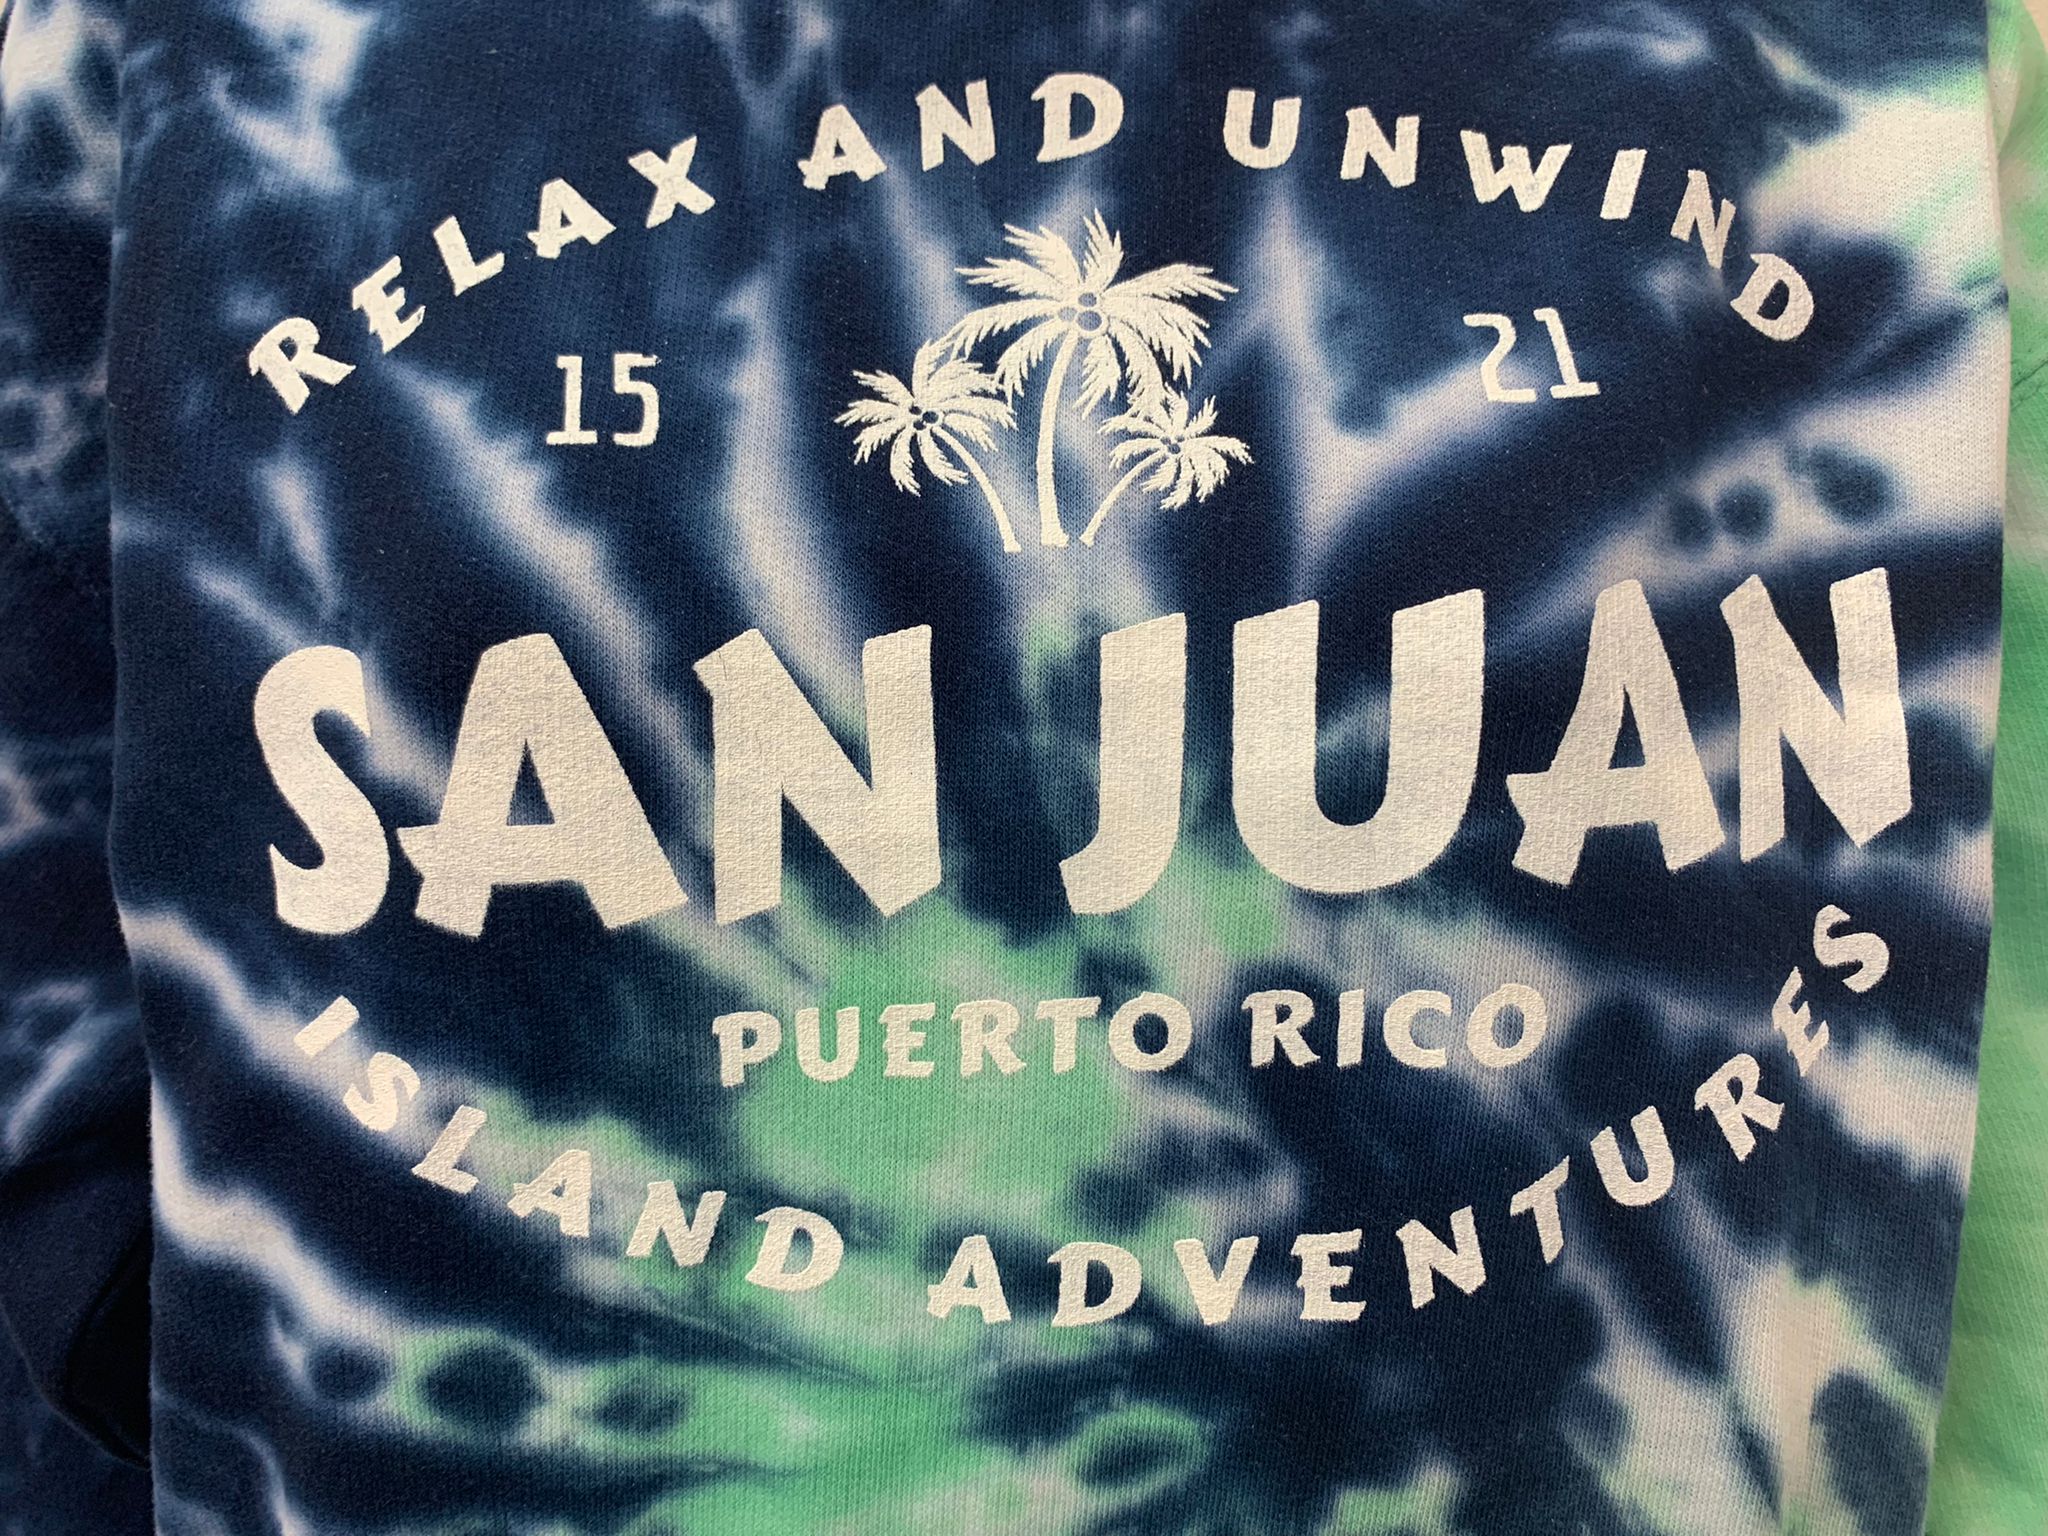 RELAX AND UNWIND
15 21
SAN JUAN
PUERTO RICO
ISLAND ADVENTURES